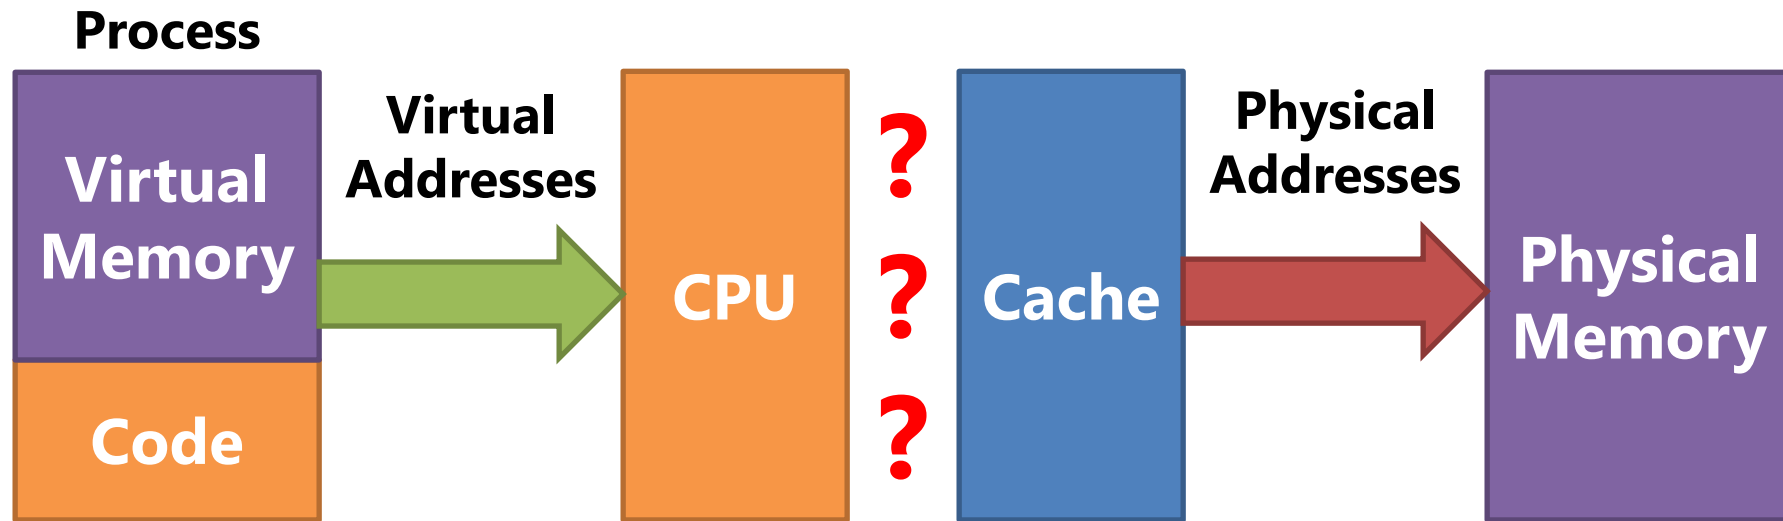 Process
Virtual
Memory
Code
Virtual
Addresses
CPU
?
?
?
Cache
Physical
Addresses
Physical
Memory